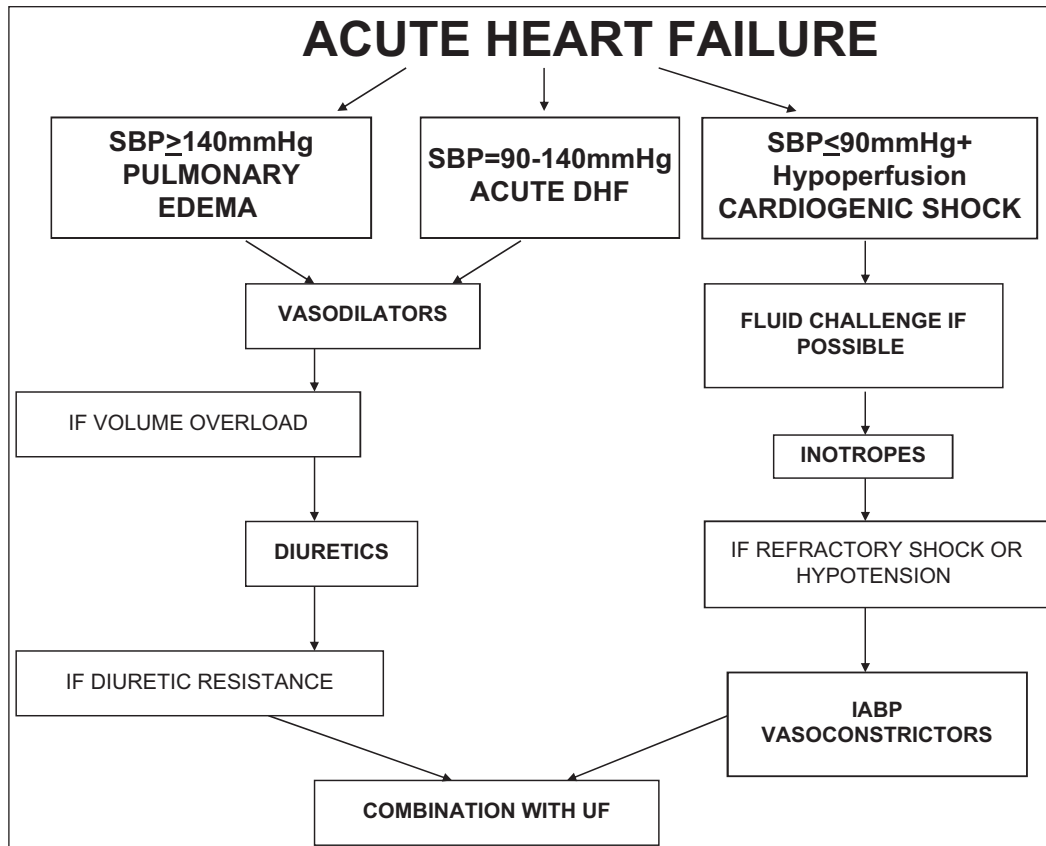 ACUTE HEART FAILURE
SBP≥140mmHg
PULMONARY
EDEMA
SBP=90-140mmHg
ACUTE DHF
SBP≤90mmHg+
Hypoperfusion
CARDIOGENIC SHOCK
VASODILATORS
FLUID CHALLENGE IF
POSSIBLE
IF VOLUME OVERLOAD
INOTROPES
DIURETICS
IF REFRACTORY SHOCK OR
HYPOTENSION
IF DIURETIC RESISTANCE
IABP
VASOCONSTRICTORS
COMBINATION WITH UF